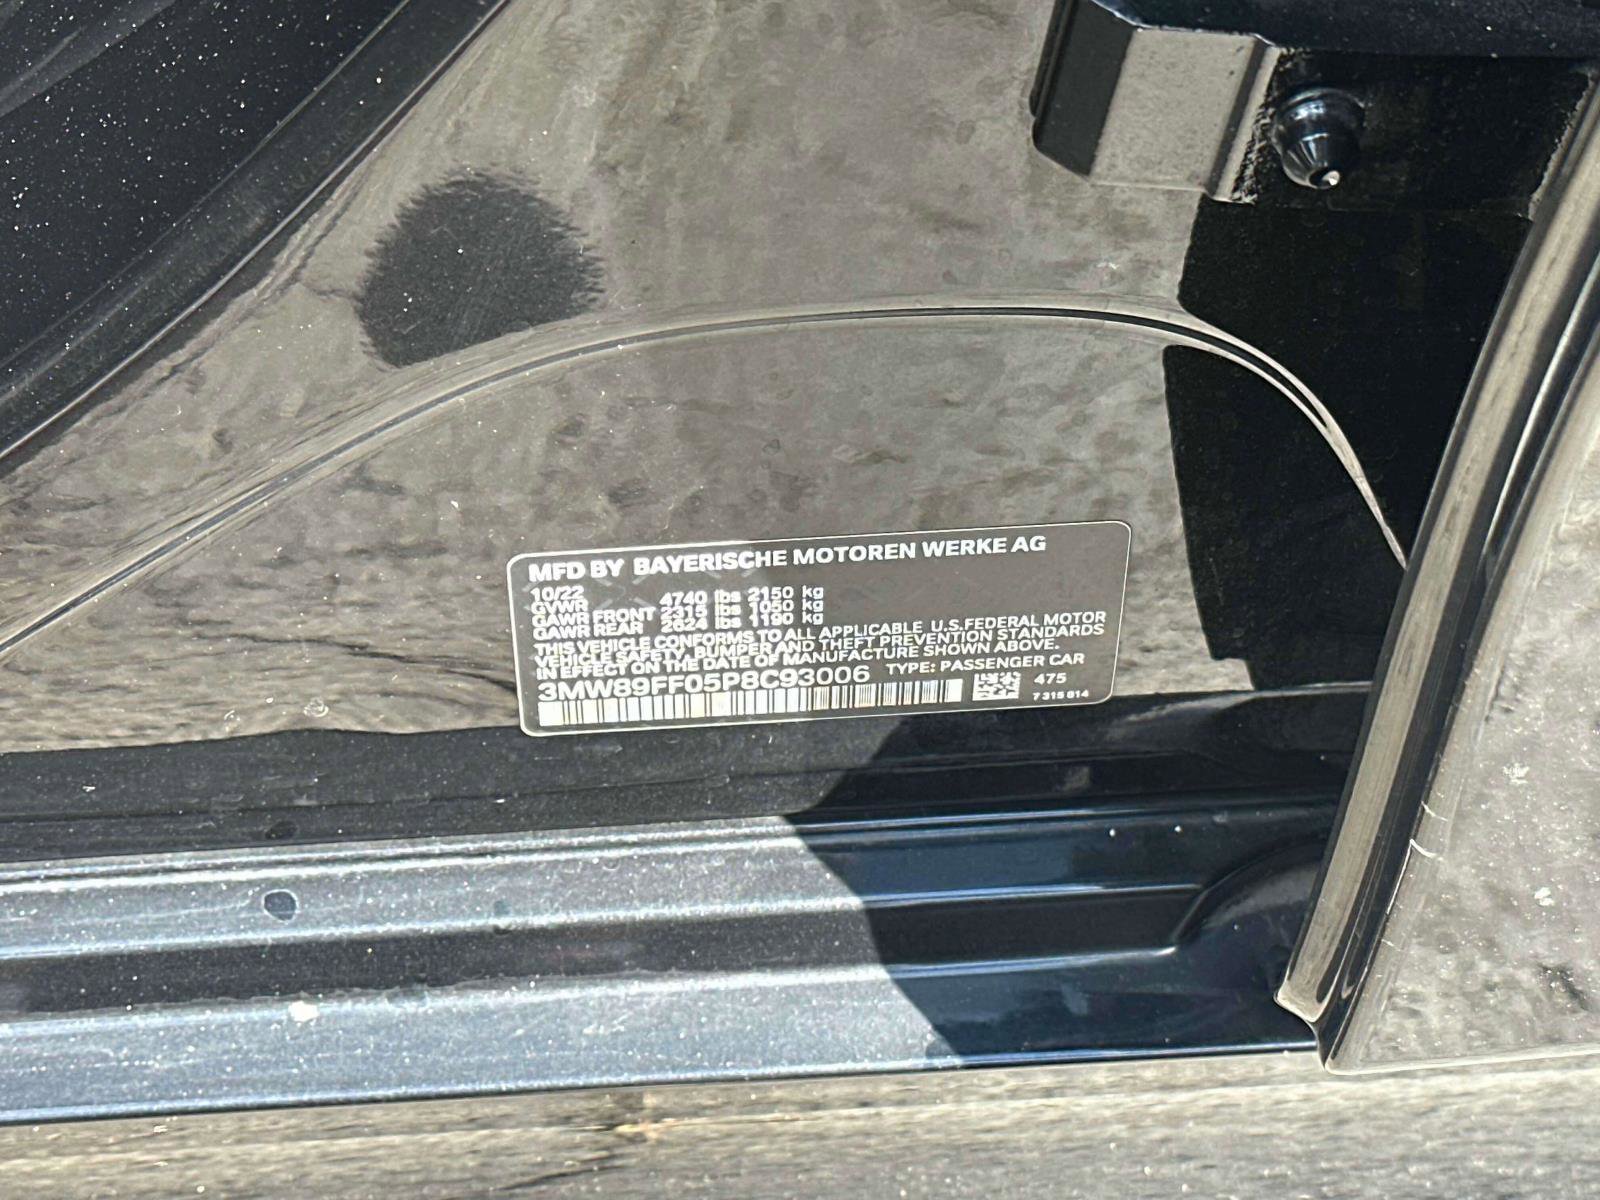 MFD BY BAYERISCHE MOTOREN WERKE AG
10/22
GVWR 4740 lbs 2150 kg
GAWR FRONT 2315 lbs 1050 kg
GAWR REAR 2624 lbs 1190 kg
THIS VEHICLE CONFORMS TO ALL APPLICABLE U.S.FEDERAL MOTOR
VEHICLE SAFETY, BUMPER AND THEFT PREVENTION STANDARDS
IN EFFECT ON THE DATE OF MANUFACTURE SHOWN ABOVE.
TYPE: PASSENGER CAR
3MW89FF05P8C93006
475
7 315 814